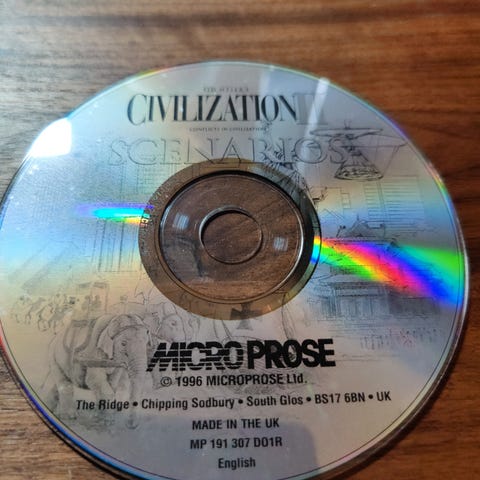 SID MEIER'S
CIVILIZATION II
CONFLICTS IN CIVILIZATION
SCENARIOS
MICROPROSE
© 1996 MICROPROSE Ltd.
The Ridge • Chipping Sodbury • South Glos • BS17 6BN • UK
MADE IN THE UK
MP 191 307 DO1R
English